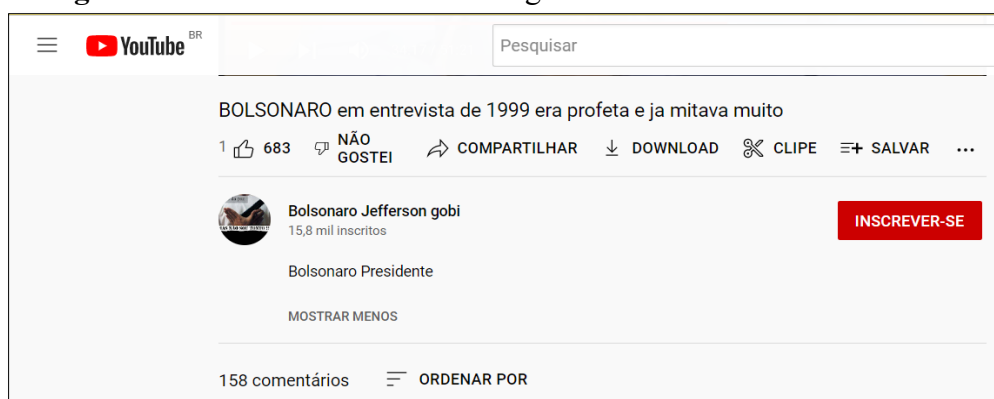 YouTube BR
Pesquisar
BOLSONARO em entrevista de 1999 era profeta e ja mitava muito
1 683 NÃO GOSTEI COMPARTILHAR DOWNLOAD CLIPE SALVAR ...
Bolsonaro Jefferson gobi
15,8 mil inscritos
INSCREVER-SE
Bolsonaro Presidente
MOSTRAR MENOS
158 comentários ORDENAR POR